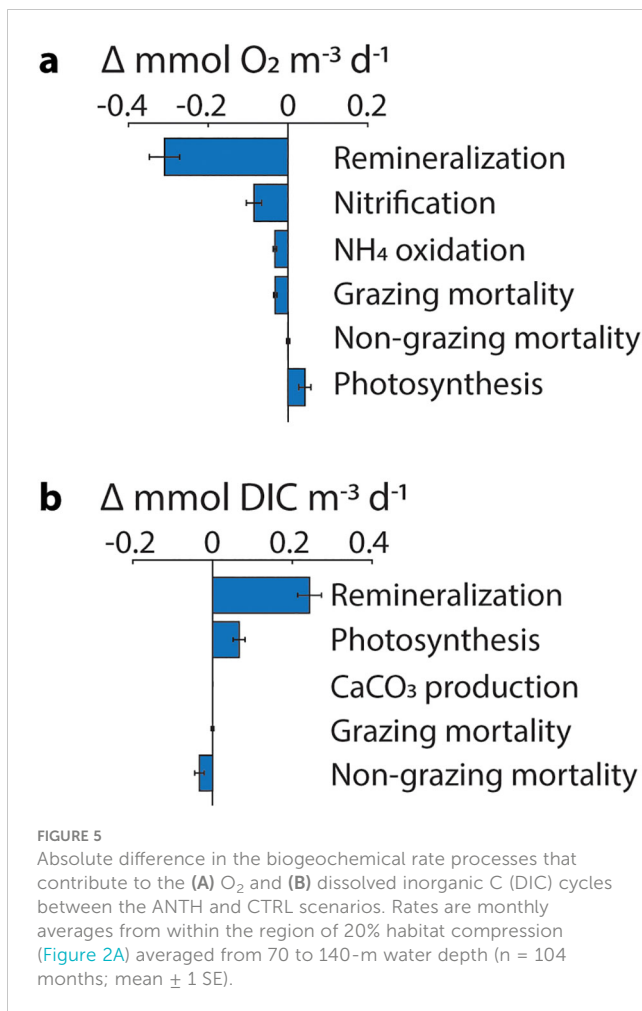 a Δ mmol O₂ m⁻³ d⁻¹
-0.4 -0.2 0 0.2
Remineralization
Nitrification
NH₄ oxidation
Grazing mortality
Non-grazing mortality
Photosynthesis
b Δ mmol DIC m⁻³ d⁻¹
-0.2 0 0.2 0.4
Remineralization
Photosynthesis
CaCO₃ production
Grazing mortality
Non-grazing mortality
FIGURE 5
Absolute difference in the biogeochemical rate processes that
contribute to the (A) O₂ and (B) dissolved inorganic C (DIC) cycles
between the ANTH and CTRL scenarios. Rates are monthly
averages from within the region of 20% habitat compression
(Figure 2A) averaged from 70 to 140-m water depth (n = 104
months; mean ± 1 SE).